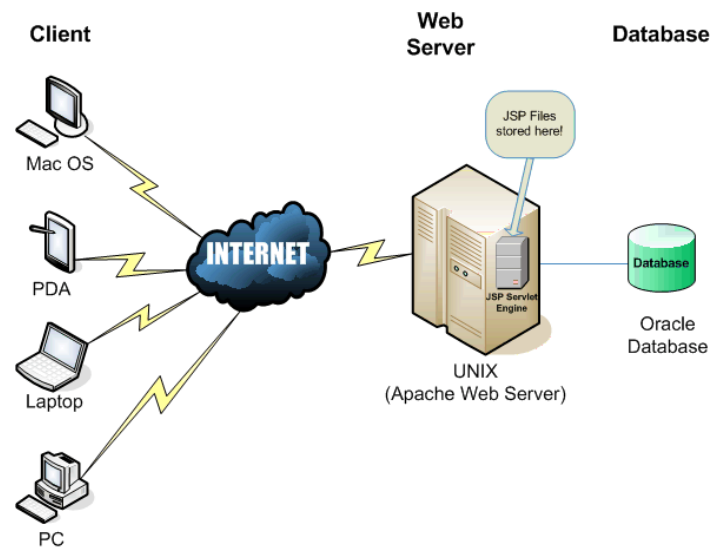 Client
Web
Server
Database
JSP Files
stored here!
Mac OS
PDA
INTERNET
Laptop
PC
JSP Servlet
Engine
UNIX
(Apache Web Server)
Database
Oracle
Database